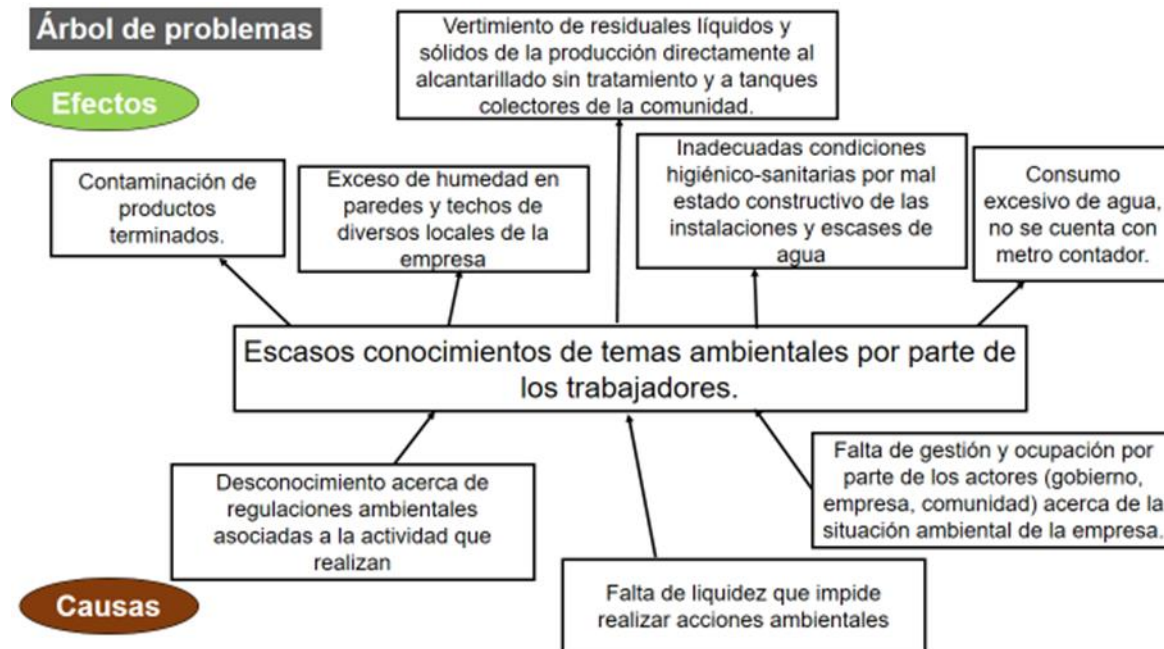 Árbol de problemas
Efectos
Vertimiento de residuales líquidos y
sólidos de la producción directamente al
alcantarillado sin tratamiento y a tanques
colectores de la comunidad.
Contaminación de
productos
terminados.
Exceso de humedad en
paredes y techos de
diversos locales de la
empresa
Inadecuadas condiciones
higiénico-sanitarias por mal
estado constructivo de las
instalaciones y escases de
agua
Consumo
excesivo de agua,
no se cuenta con
metro contador.
Escasos conocimientos de temas ambientales por parte de
los trabajadores.
Desconocimiento acerca de
regulaciones ambientales
asociadas a la actividad que
realizan
Falta de liquidez que impide
realizar acciones ambientales
Falta de gestión y ocupación por
parte de los actores (gobierno,
empresa, comunidad) acerca de la
situación ambiental de la empresa.
Causas